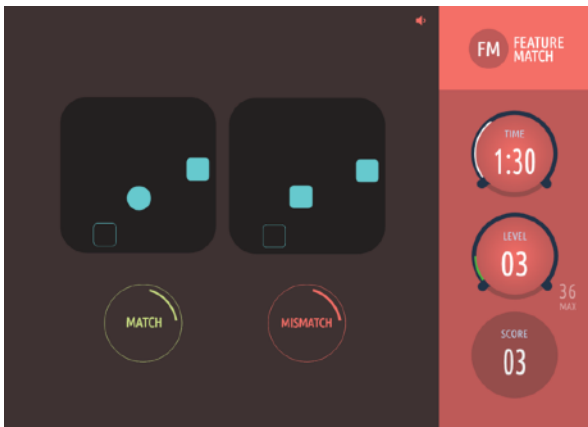 FM FEATURE
MATCH
TIME
1:30
LEVEL
03
36
MAX
SCORE
03
MATCH
MISMATCH